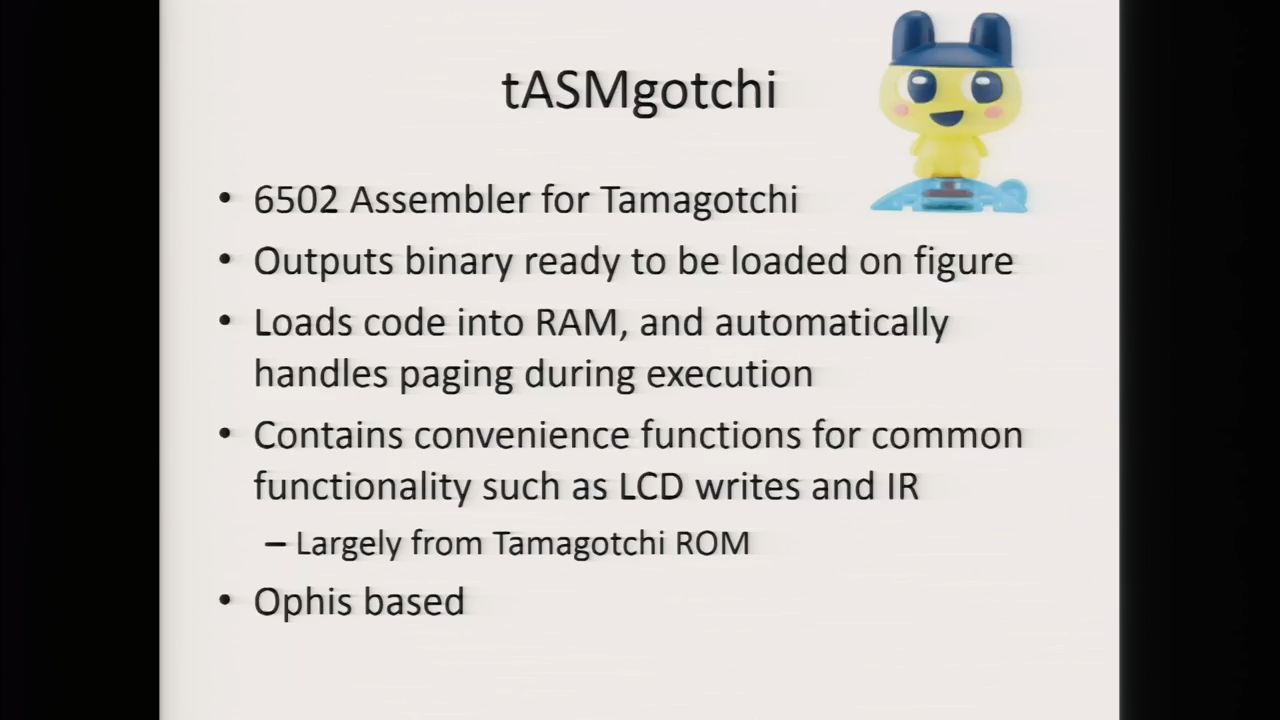 tASMgotchi
• 6502 Assembler for Tamagotchi
• Outputs binary ready to be loaded on figure
• Loads code into RAM, and automatically
handles paging during execution
• Contains convenience functions for common
functionality such as LCD writes and IR
– Largely from Tamagotchi ROM
• Ophis based